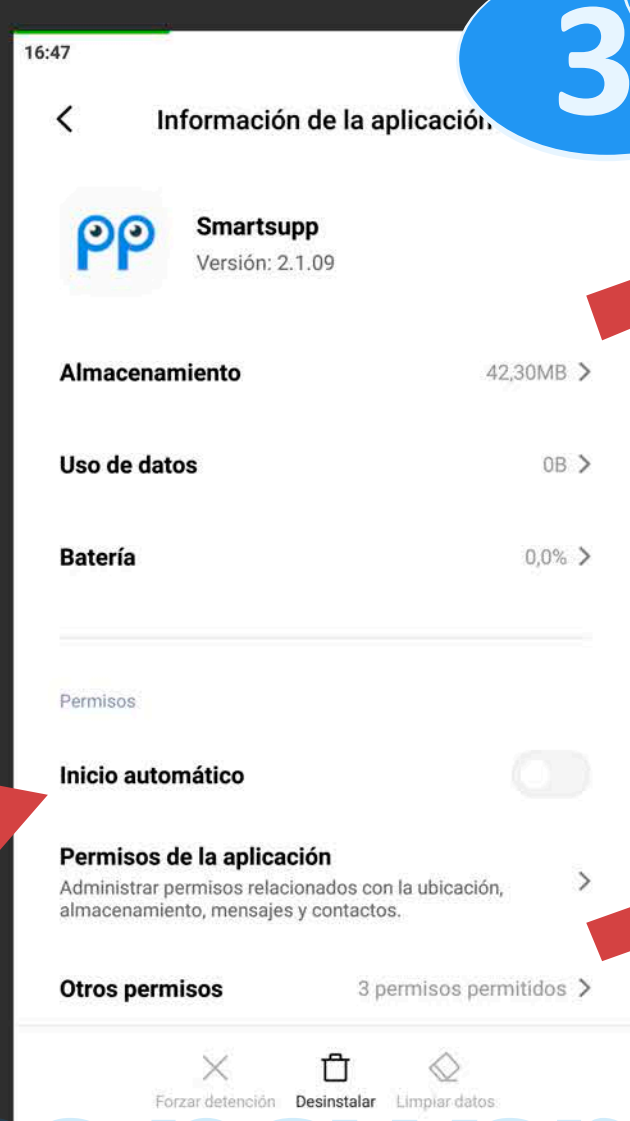 3
16:47
Información de la aplicación
Smartsupp
Versión: 2.1.09
Almacenamiento
42,30MB
Uso de datos
0B
Batería
0,0%
Permisos
Inicio automático
Permisos de la aplicación
Administrar permisos relacionados con la ubicación,
almacenamiento, mensajes y contactos.
Otros permisos
3 permisos permitidos
Forzar detención
Desinstalar
Limpiar datos